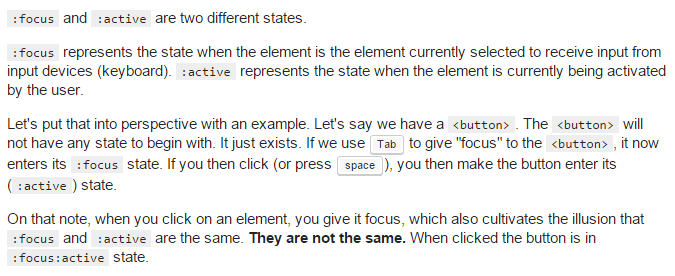 :focus and :active are two different states.
:focus represents the state when the element is the element currently selected to receive input from
input devices (keyboard). :active represents the state when the element is currently being activated
by the user.
Let's put that into perspective with an example. Let's say we have a <button> . The <button> will
not have any state to begin with. It just exists. If we use Tab to give "focus" to the <button> , it now
enters its :focus state. If you then click (or press space ), you then make the button enter its
( :active ) state.
On that note, when you click on an element, you give it focus, which also cultivates the illusion that
:focus and :active are the same. They are not the same. When clicked the button is in
:focus:active state.